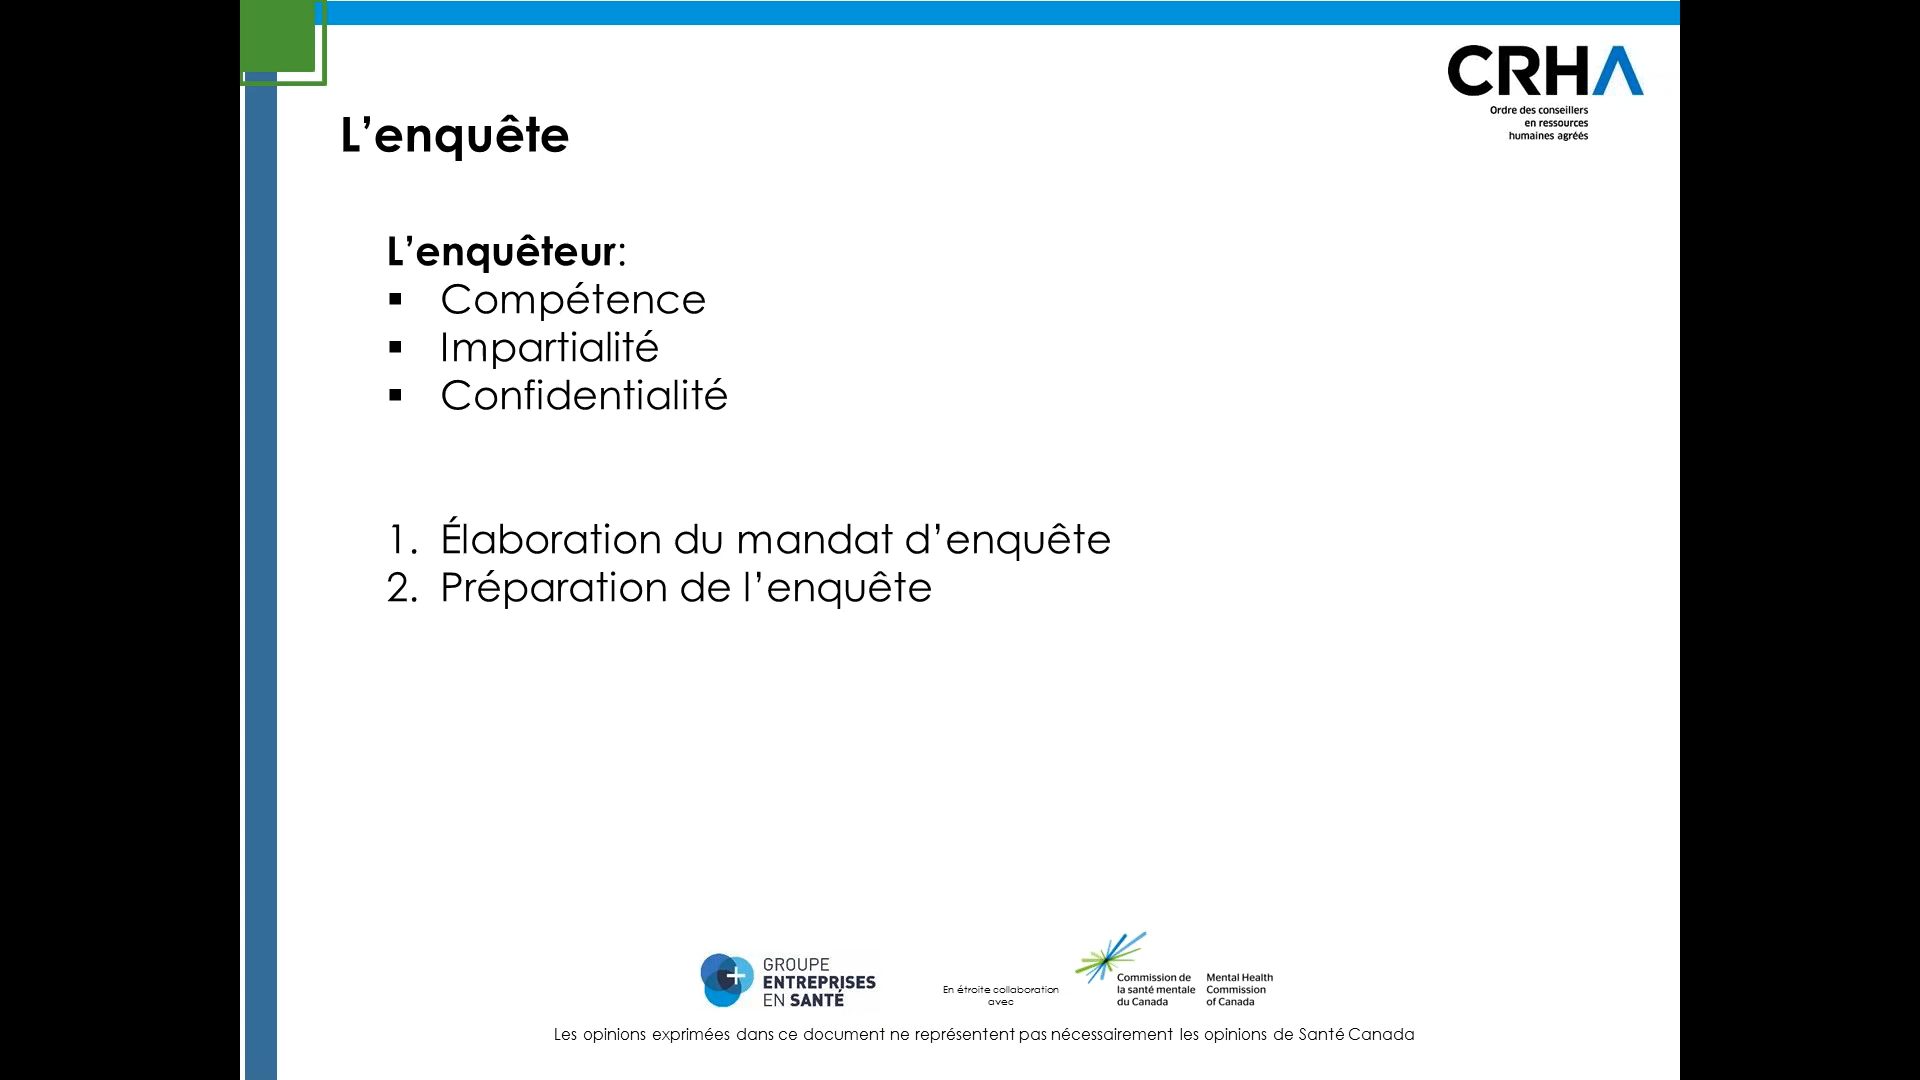 CRHA
Ordre des conseillers
en ressources
humaines agréés
L’enquête
L’enquêteur:
▪ Compétence
▪ Impartialité
▪ Confidentialité
1. Élaboration du mandat d’enquête
2. Préparation de l’enquête
GROUPE
ENTREPRISES
EN SANTÉ
En étroite collaboration
avec
Commission de
la santé mentale
du Canada
Mental Health
Commission
of Canada
Les opinions exprimées dans ce document ne représentent pas nécessairement les opinions de Santé Canada